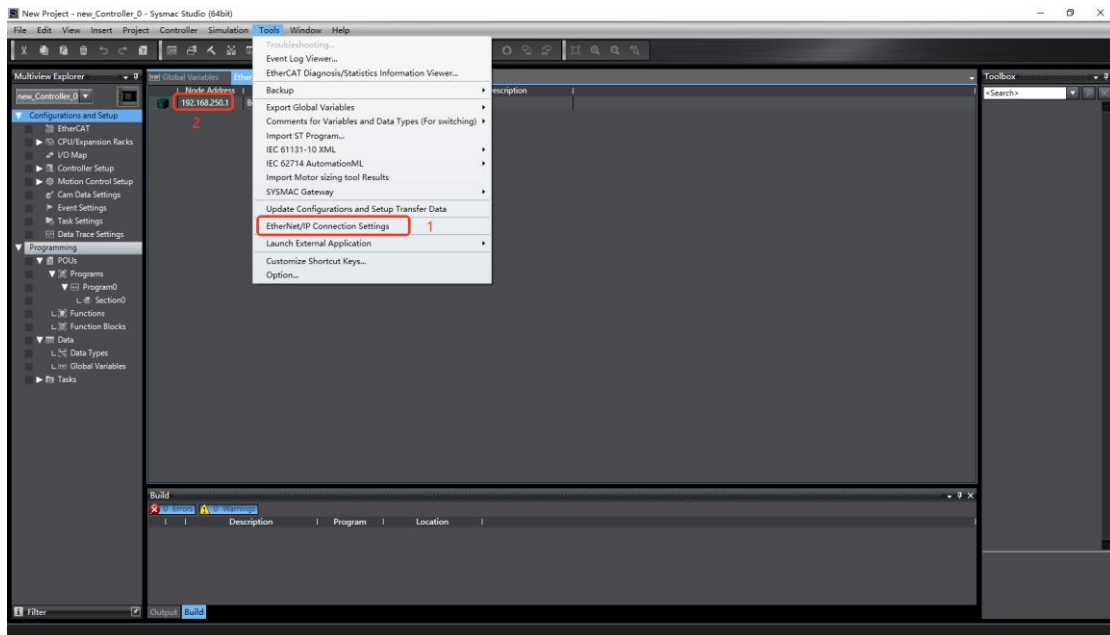 New Project - new_Controller_0 - Sysmac Studio (64bit)
File Edit View Insert Project Controller Simulation Tools Window Help
Multiview Explorer
new_Controller_0
Configurations and Setup
EtherCAT
CPU/Expansion Racks
I/O Map
Controller Setup
Motion Control Setup
Cam Data Settings
Event Settings
Task Settings
Data Trace Settings
Programming
POUs
Programs
Program0
Section0
Functions
Function Blocks
Data
Data Types
Global Variables
Tasks
Filter
Global Variables
Node Address
192.168.250.1
2
Troubleshooting...
Event Log Viewer...
EtherCAT Diagnosis/Statistics Information Viewer...
Backup
Export Global Variables
Comments for Variables and Data Types (For switching)
Import ST Program...
IEC 61131-10 XML
IEC 62714 AutomationML
Import Motor sizing tool Results
SYSMAC Gateway
Update Configurations and Setup Transfer Data
EtherNet/IP Connection Settings
1
Launch External Application
Customize Shortcut Keys...
Option...
Toolbox
<Search>
Build
0 Errors 0 Warnings
Description Program Location
Output Build